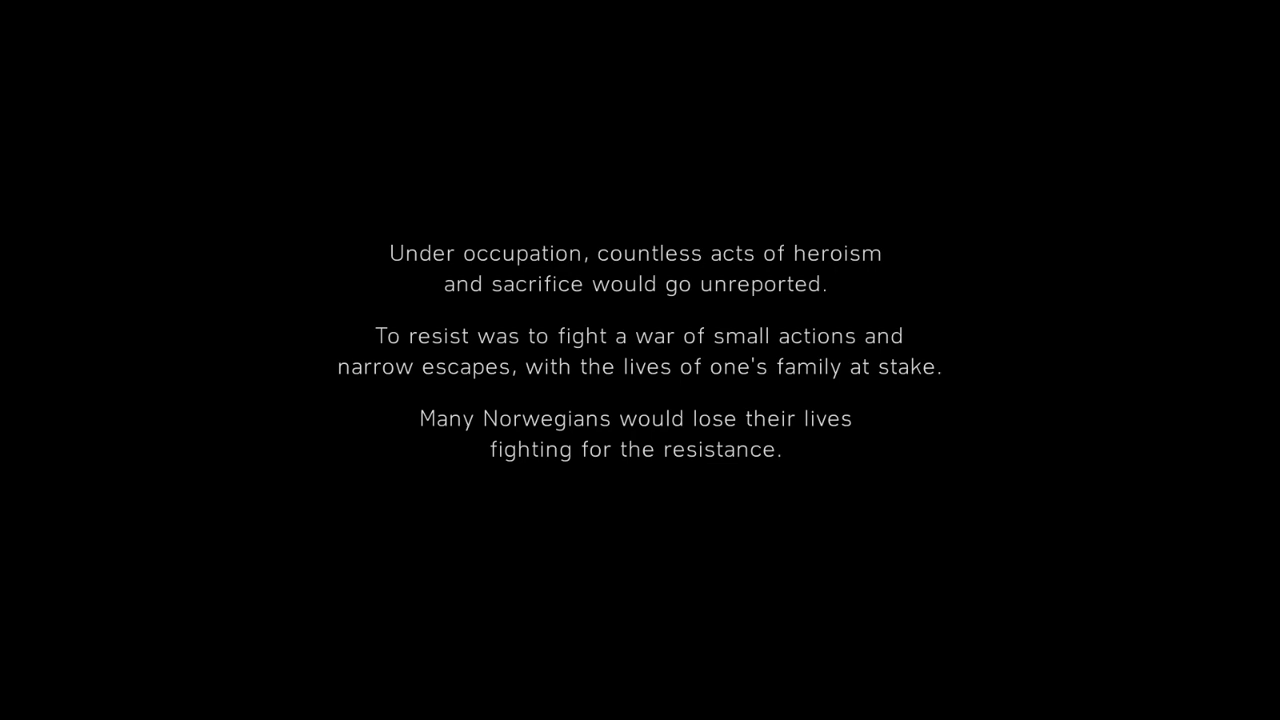 Under occupation, countless acts of heroism
and sacrifice would go unreported.
To resist was to fight a war of small actions and
narrow escapes, with the lives of one's family at stake.
Many Norwegians would lose their lives
fighting for the resistance.